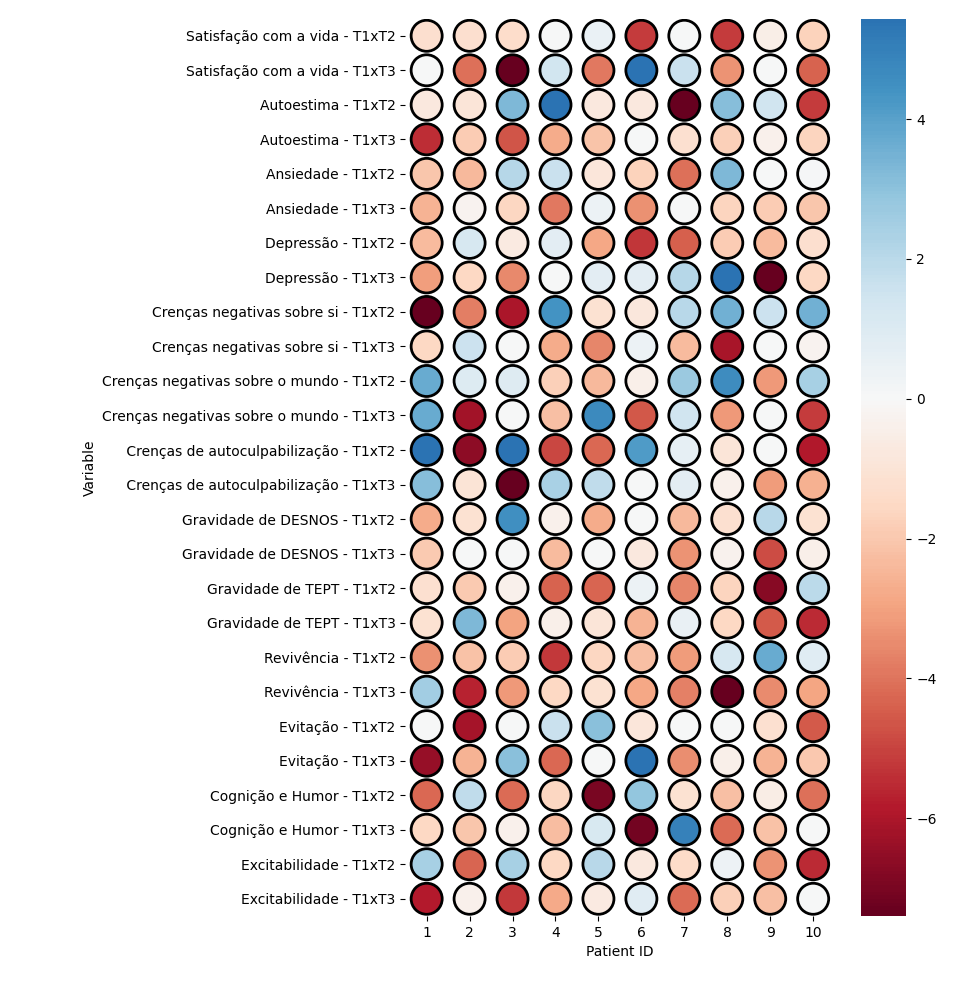 Satisfação com a vida - T1xT2
Satisfação com a vida - T1xT3
Autoestima - T1xT2
Autoestima - T1xT3
Ansiedade - T1xT2
Ansiedade - T1xT3
Depressão - T1xT2
Depressão - T1xT3
Crenças negativas sobre si - T1xT2
Crenças negativas sobre si - T1xT3
Crenças negativas sobre o mundo - T1xT2
Crenças negativas sobre o mundo - T1xT3
Crenças de autoculpabilização - T1xT2
Crenças de autoculpabilização - T1xT3
Gravidade de DESNOS - T1xT2
Gravidade de DESNOS - T1xT3
Gravidade de TEPT - T1xT2
Gravidade de TEPT - T1xT3
Revivência - T1xT2
Revivência - T1xT3
Evitação - T1xT2
Evitação - T1xT3
Cognição e Humor - T1xT2
Cognição e Humor - T1xT3
Excitabilidade - T1xT2
Excitabilidade - T1xT3
Variable
1 2 3 4 5 6 7 8 9 10
Patient ID
4
2
0
−2
−4
−6